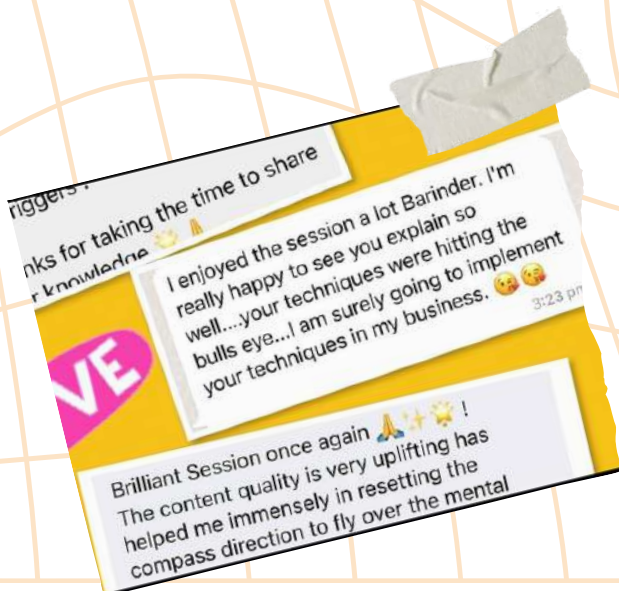 riggers !
nks for taking the time to share
r knowledge 🌟 🙏
I enjoyed the session a lot Barinder. I'm
really happy to see you explain so
well....your techniques were hitting the
bulls eye...I am surely going to implement
your techniques in my business. 😘😘
3:23 pm
VE
Brilliant Session once again 🙏✨🌟 !
The content quality is very uplifting has
helped me immensely in resetting the
compass direction to fly over the mental